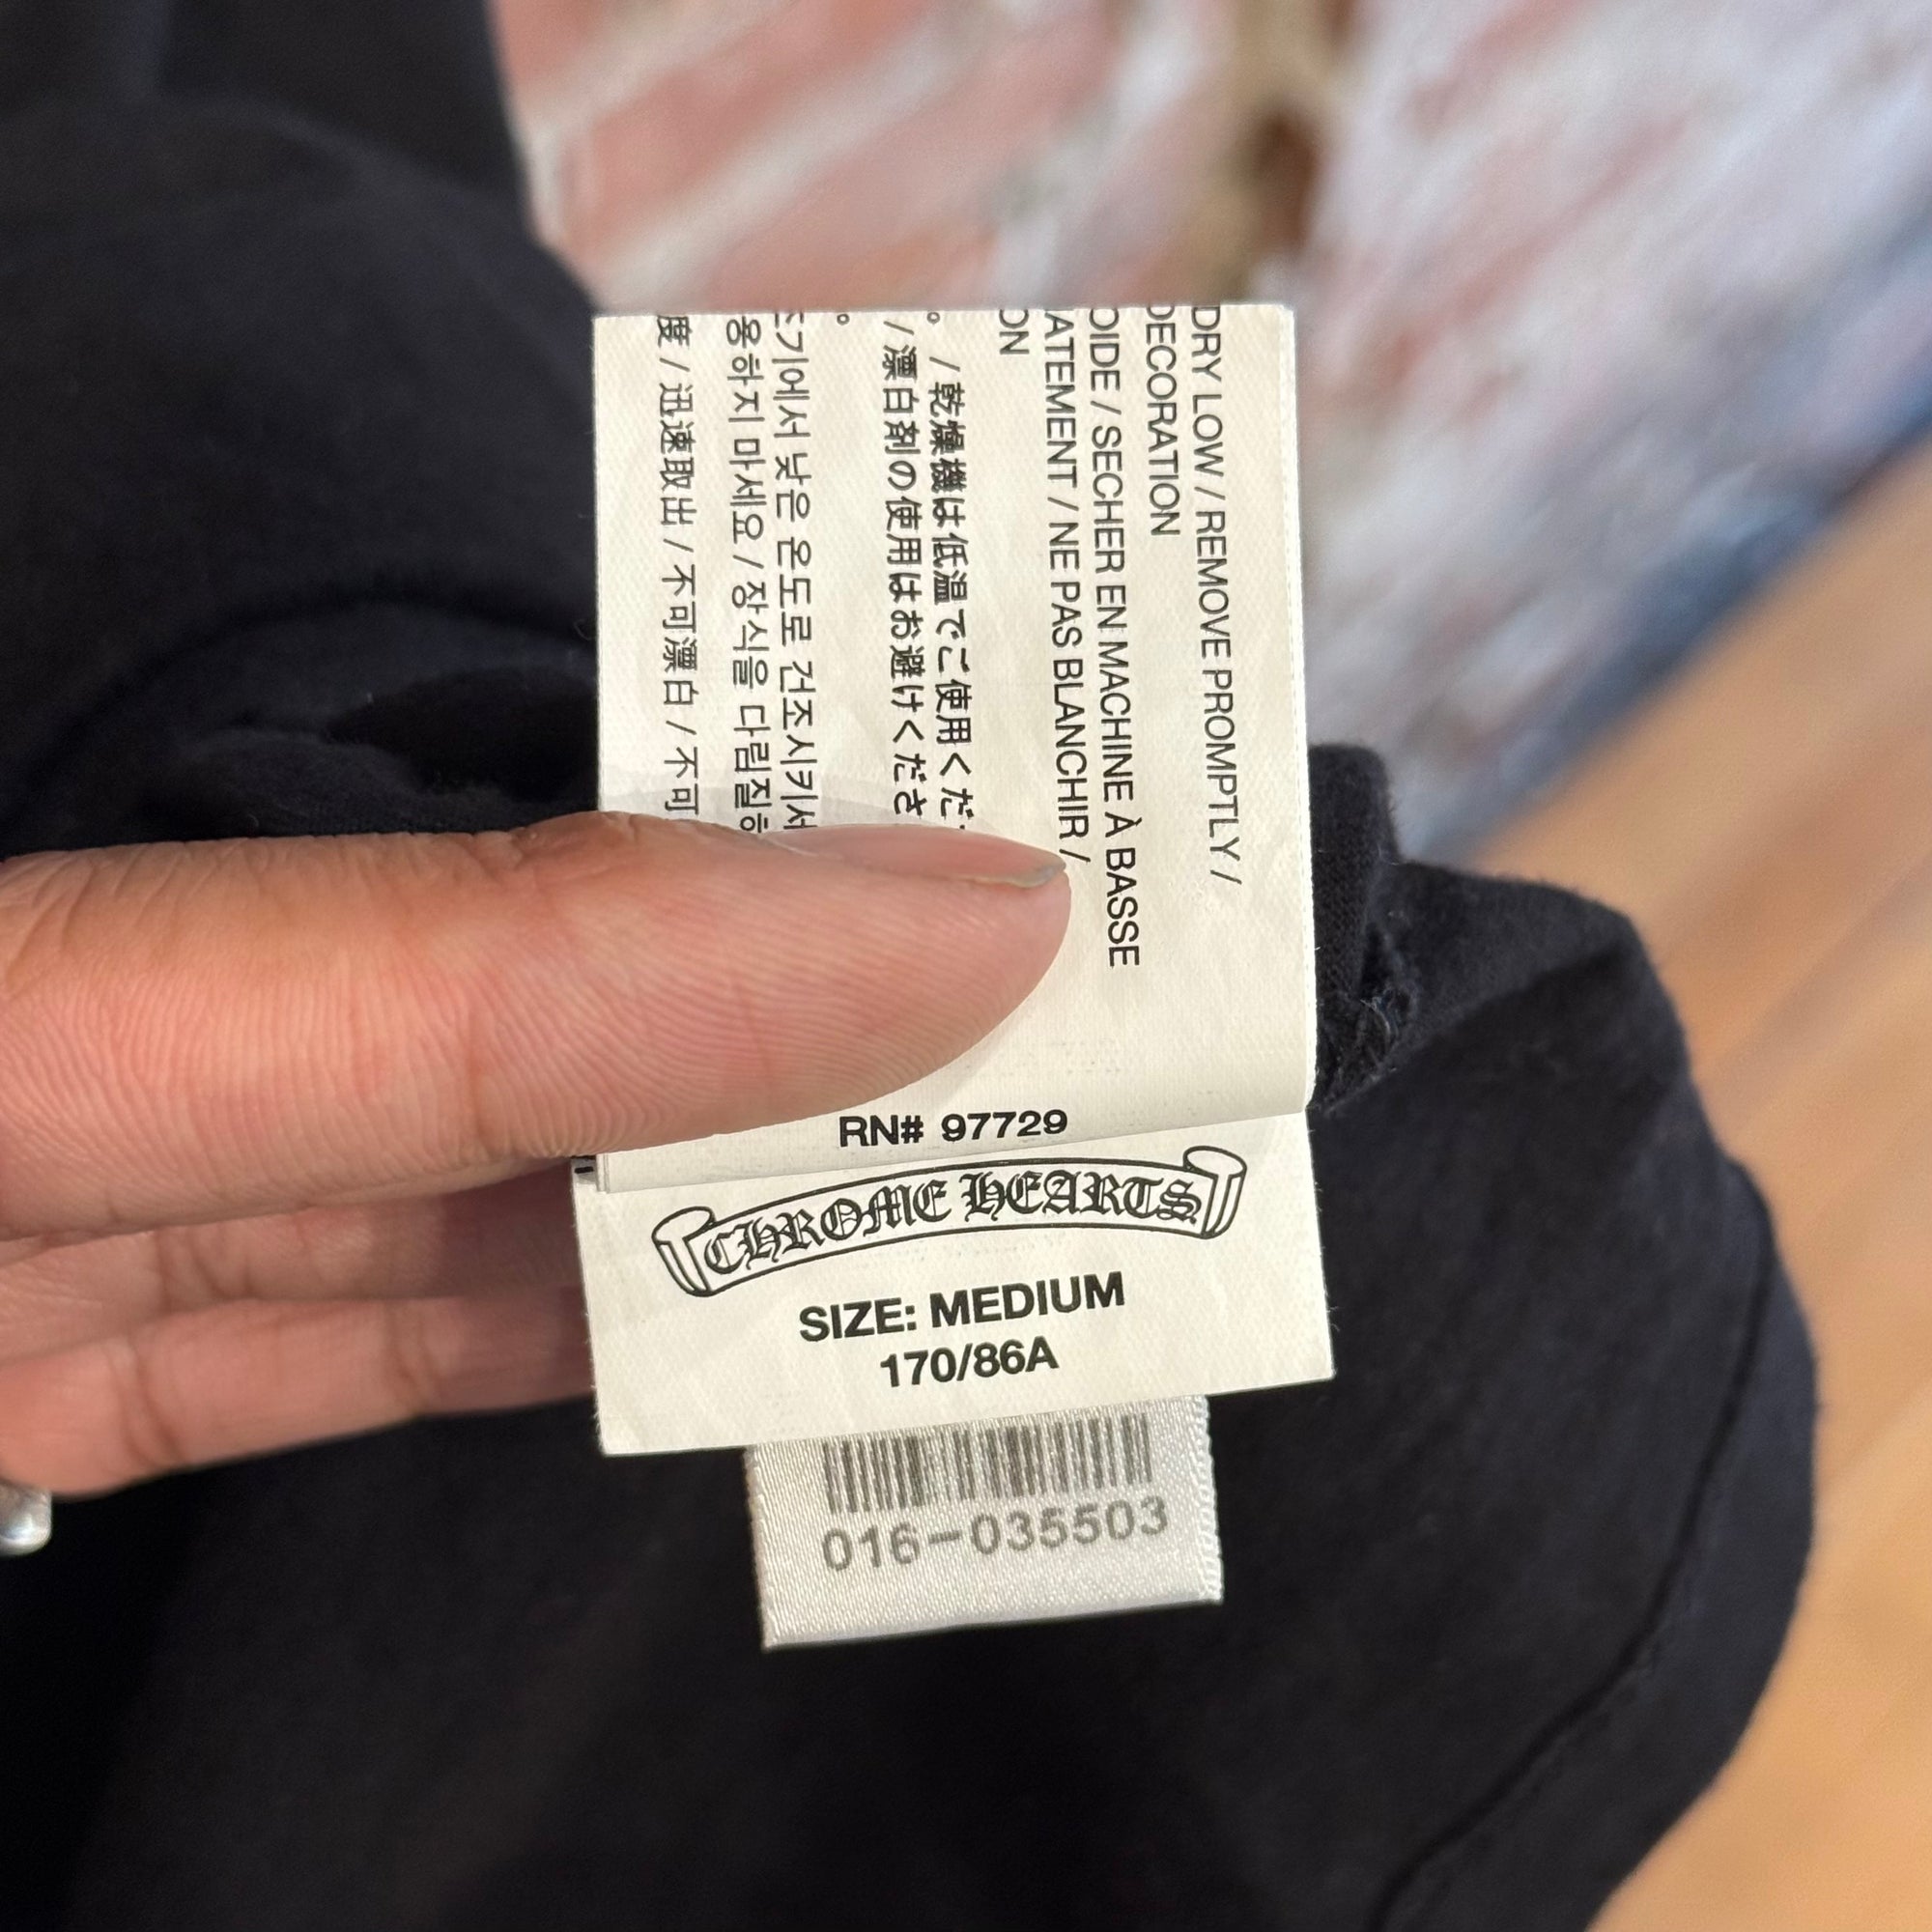 DRY LOW / REMOVE PROMPTLY /
DECORATION
OIDE / SECHER EN MACHINE À BASSE
ATEMENT / NE PAS BLANCHIR /
ON
。 / 乾燥機は低温でご使用くだ
/ 漂白剤の使用はお避けくださ
。
조기에서 낮은 온도로 건조시키서
용하지 마세요 / 장식을 다림질하
度 / 迅速取出 / 不可漂白 / 不可
RN# 97729
CHROME HEARTS
SIZE: MEDIUM
170/86A
016-035503